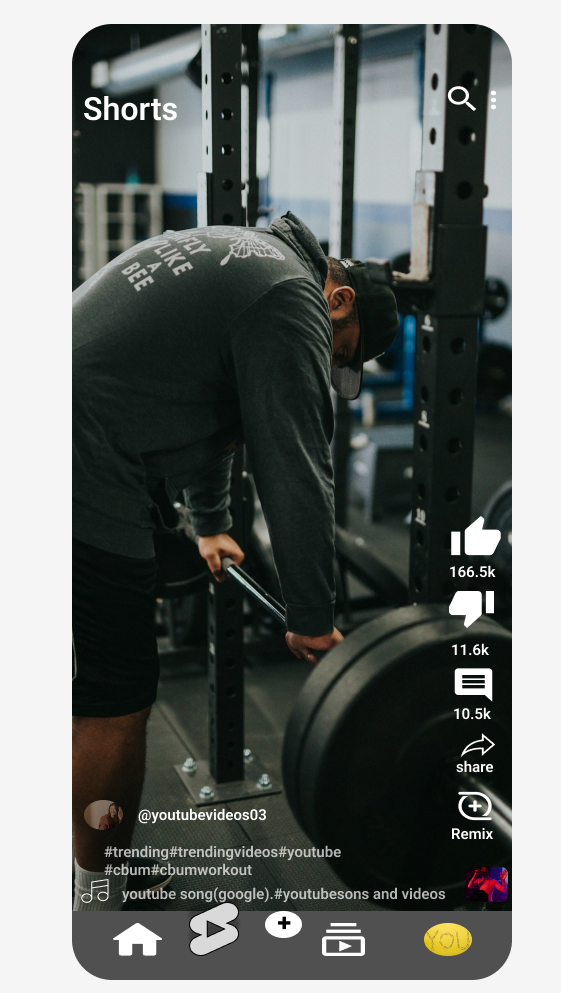 Shorts
FLY
LIKE
A
BEE
166.5k
11.6k
10.5k
share
Remix
@youtubevideos03
#trending#trendingvideos#youtube
#cbum#cbumworkout
youtube song(google).#youtubesons and videos
YOU